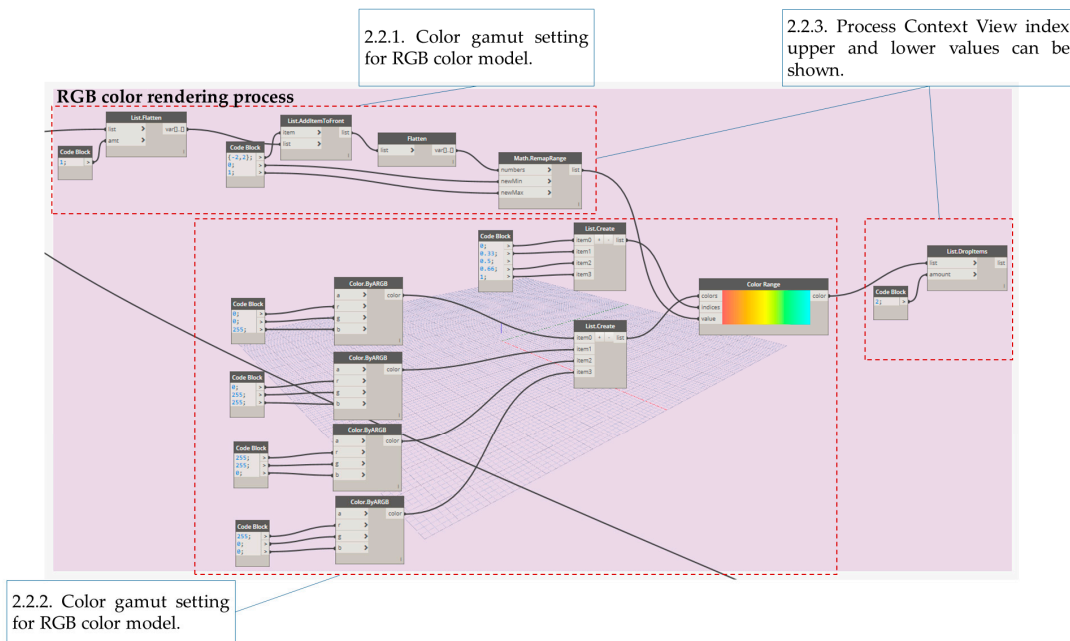 2.2.1. Color gamut setting
for RGB color model.
2.2.3. Process Context View index
upper and lower values can be
shown.
RGB color rendering process
List.Flatten
list >
amt >
var[]..[]
Code Block
1; >
List.AddItemToFront
item >
list >
list
Code Block
{-2,2}; >
0; >
1; >
Flatten
list > var[]..[]
Math.RemapRange
numbers >
newMin >
newMax >
list
Code Block
0; >
0.33; >
0.5; >
0.66; >
1; >
List.Create
item0 + - list
item1
item2
item3
Color Range
colors
indices
value
color
List.DropItems
list >
amount >
list
Code Block
2; >
Code Block
0; >
0; >
255; >
Color.ByARGB
a >
r >
g >
b >
color
List.Create
item0 + - list
item1
item2
item3
Code Block
0; >
255; >
255; >
Color.ByARGB
a >
r >
g >
b >
color
Code Block
255; >
255; >
0; >
Color.ByARGB
a >
r >
g >
b >
color
Code Block
255; >
0; >
0; >
Color.ByARGB
a >
r >
g >
b >
color
2.2.2. Color gamut setting
for RGB color model.